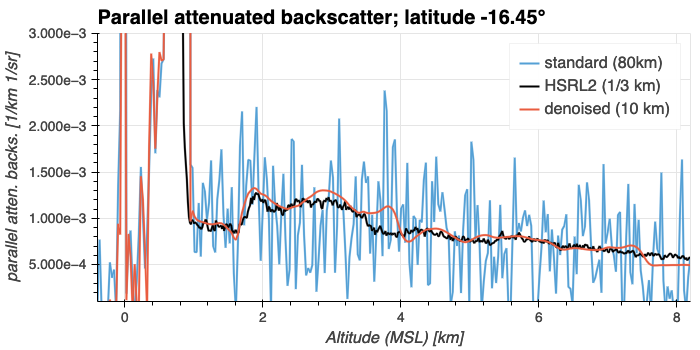 Parallel attenuated backscatter; latitude -16.45°
parallel atten. backs. [1/km 1/sr]
3.000e−3
2.500e−3
2.000e−3
1.500e−3
1.000e−3
5.000e−4
standard (80km)
HSRL2 (1/3 km)
denoised (10 km)
0 2 4 6 8
Altitude (MSL) [km]